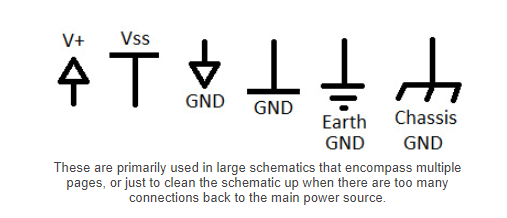 V+
Vss
GND
GND
Earth
GND
Chassis
GND
These are primarily used in large schematics that encompass multiple
pages, or just to clean the schematic up when there are too many
connections back to the main power source.